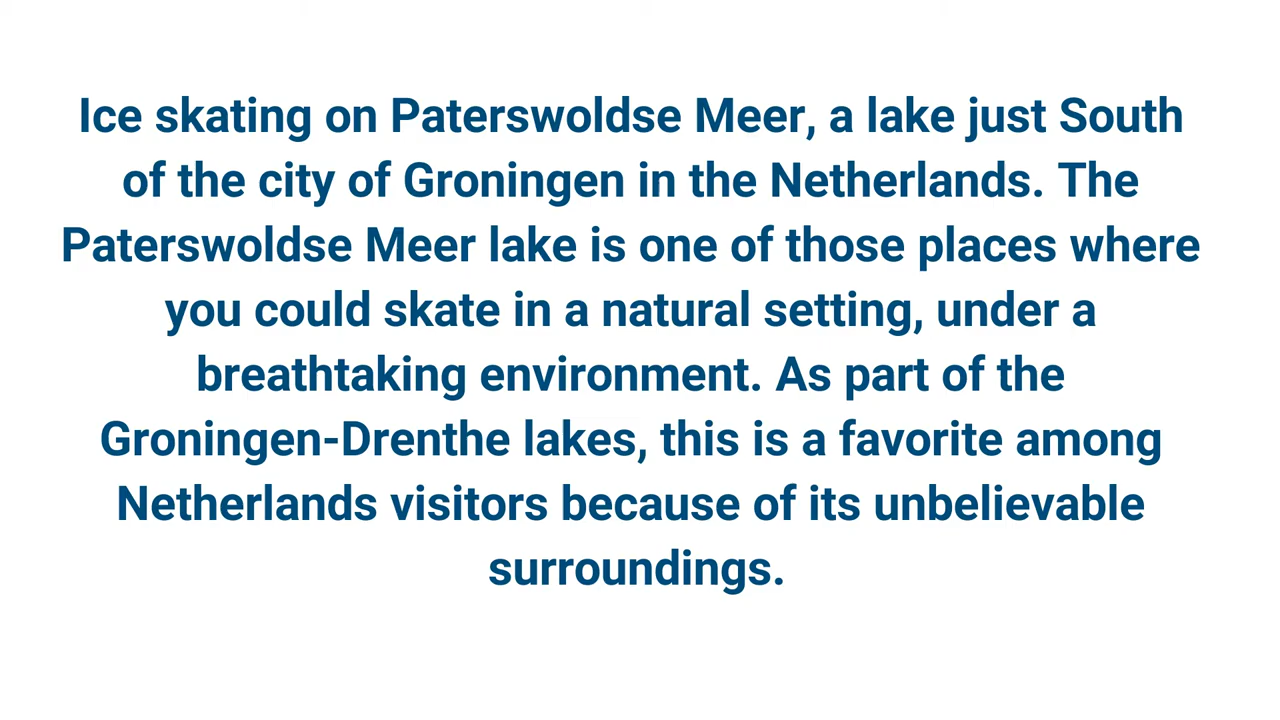 Ice skating on Paterswoldse Meer, a lake just South
of the city of Groningen in the Netherlands. The
Paterswoldse Meer lake is one of those places where
you could skate in a natural setting, under a
breathtaking environment. As part of the
Groningen-Drenthe lakes, this is a favorite among
Netherlands visitors because of its unbelievable
surroundings.